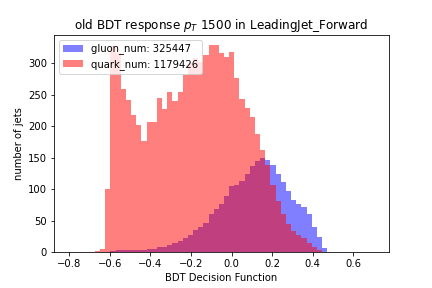 old BDT response pT 1500 in LeadingJet_Forward
gluon_num: 325447
quark_num: 1179426
number of jets
300
250
200
150
100
50
0
−0.8 −0.6 −0.4 −0.2 0.0 0.2 0.4 0.6
BDT Decision Function